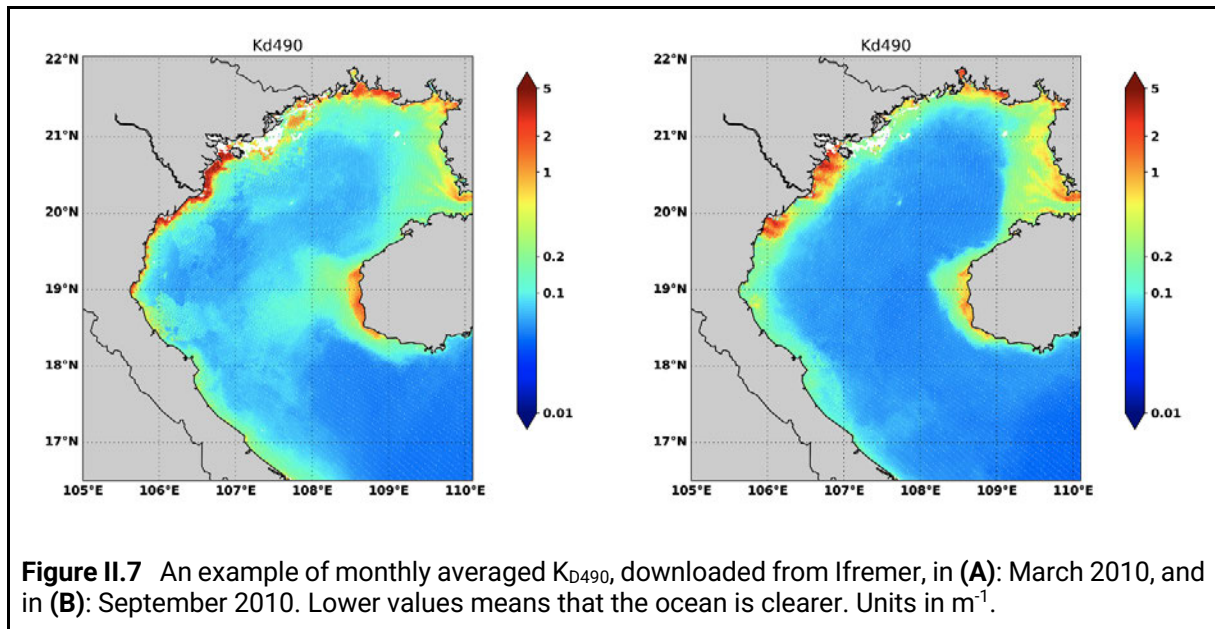 Kd490
22°N
21°N
20°N
19°N
18°N
17°N
105°E 106°E 107°E 108°E 109°E 110°E
5
2
1
0.2
0.1
0.01
Kd490
22°N
21°N
20°N
19°N
18°N
17°N
105°E 106°E 107°E 108°E 109°E 110°E
5
2
1
0.2
0.1
0.01
Figure II.7 An example of monthly averaged KD490, downloaded from Ifremer, in (A): March 2010, and
in (B): September 2010. Lower values means that the ocean is clearer. Units in m-1.